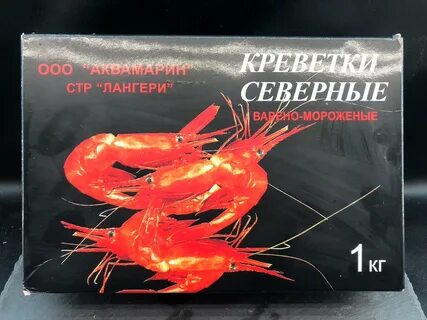 ООО "АКВАМАРИН"
СТР "ЛАНГЕРИ"
КРЕВЕТКИ
СЕВЕРНЫЕ
ВАРЕНО-МОРОЖЕНЫЕ
1 КГ